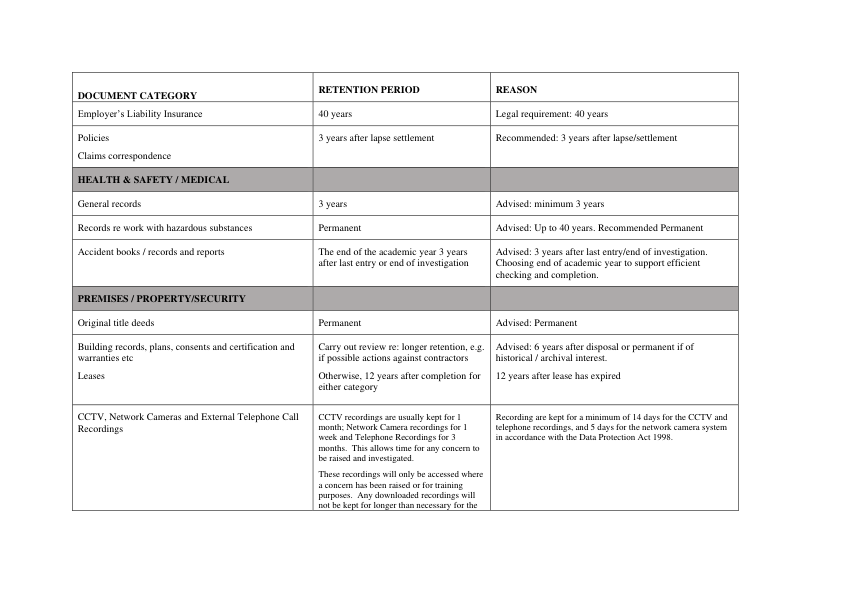 DOCUMENT CATEGORY
RETENTION PERIOD
REASON
Employer's Liability Insurance
40 years
Legal requirement: 40 years
Policies
Claims correspondence
3 years after lapse settlement
Recommended: 3 years after lapse/settlement
HEALTH & SAFETY / MEDICAL
General records
3 years
Advised: minimum 3 years
Records re work with hazardous substances
Permanent
Advised: Up to 40 years. Recommended Permanent
Accident books / records and reports
The end of the academic year 3 years
after last entry or end of investigation
Advised: 3 years after last entry/end of investigation.
Choosing end of academic year to support efficient
checking and completion.
PREMISES / PROPERTY/SECURITY
Original title deeds
Permanent
Advised: Permanent
Building records, plans, consents and certification and
warranties etc
Leases
Carry out review re: longer retention, e.g.
if possible actions against contractors
Otherwise, 12 years after completion for
either category
Advised: 6 years after disposal or permanent if of
historical / archival interest.
12 years after lease has expired
CCTV, Network Cameras and External Telephone Call
Recordings
CCTV recordings are usually kept for 1
month; Network Camera recordings for 1
week and Telephone Recordings for 3
months.  This allows time for any concern to
be raised and investigated.
These recordings will only be accessed where
a concern has been raised or for training
purposes.  Any downloaded recordings will
not be kept for longer than necessary for the
Recording are kept for a minimum of 14 days for the CCTV and
telephone recordings, and 5 days for the network camera system
in accordance with the Data Protection Act 1998.